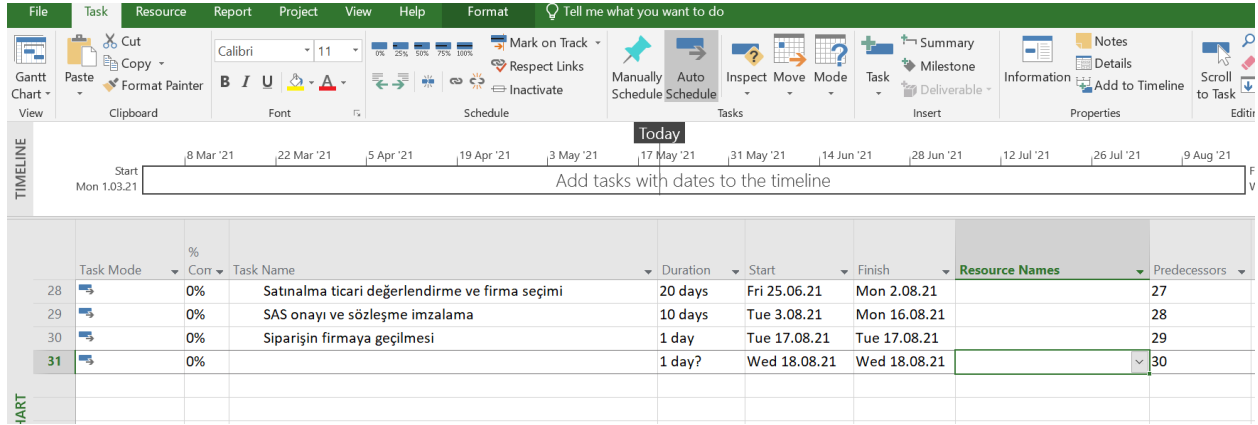 File Task Resource Report Project View Help Format Tell me what you want to do
Cut
Copy
Format Painter
Paste
Gantt
Chart
View
Clipboard
Calibri 11
B I U A
Font
0% 25% 50% 75% 100%
Mark on Track
Respect Links
Inactivate
Schedule
Manually
Schedule
Auto
Schedule
Inspect Move Mode
Tasks
Task
Summary
Milestone
Deliverable
Insert
Information
Notes
Details
Add to Timeline
Properties
Scroll
to Task
Editi
TIMELINE
Today
8 Mar '21 22 Mar '21 5 Apr '21 19 Apr '21 3 May '21 17 May '21 31 May '21 14 Jun '21 28 Jun '21 12 Jul '21 26 Jul '21 9 Aug '21
Start
Mon 1.03.21
Add tasks with dates to the timeline
F
W
%
Task Mode Com Task Name Duration Start Finish Resource Names Predecessors
28 0% Satınalma ticari değerlendirme ve firma seçimi 20 days Fri 25.06.21 Mon 2.08.21 27
29 0% SAS onayı ve sözleşme imzalama 10 days Tue 3.08.21 Mon 16.08.21 28
30 0% Siparişin firmaya geçilmesi 1 day Tue 17.08.21 Tue 17.08.21 29
31 0% 1 day? Wed 18.08.21 Wed 18.08.21 30
HART